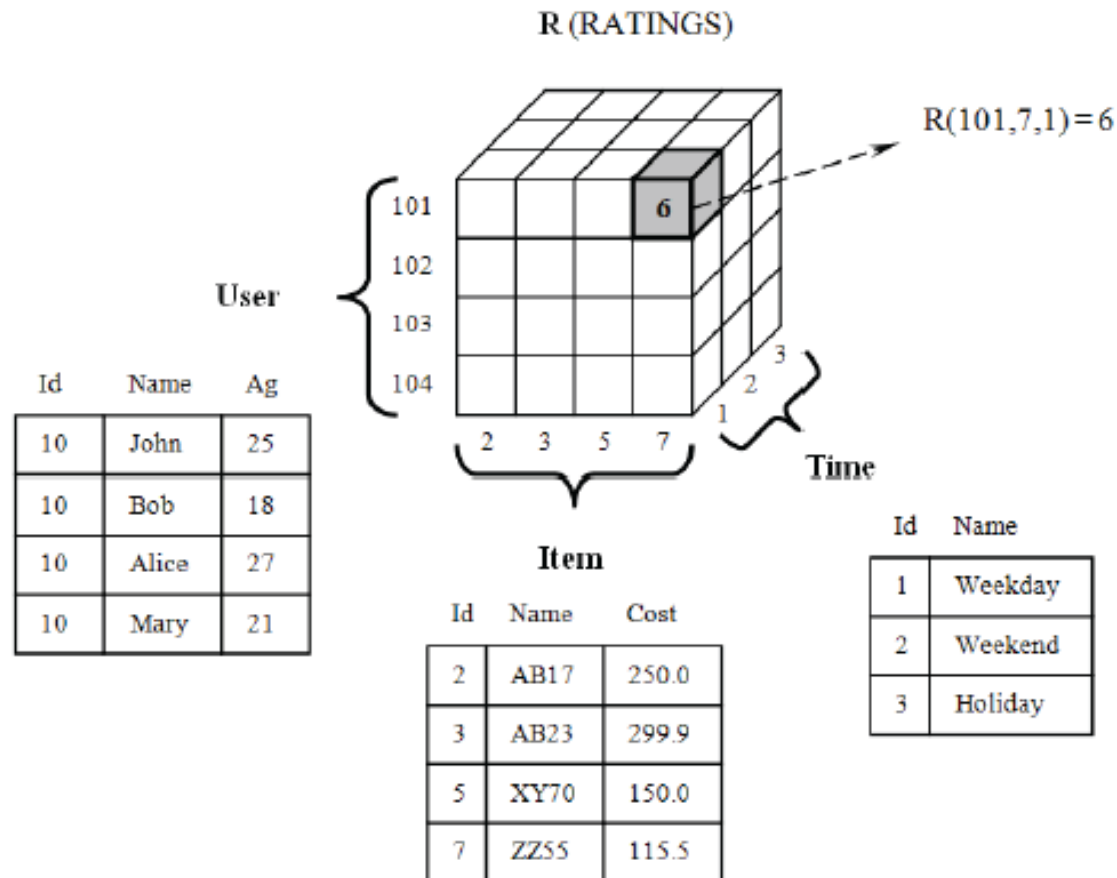 R (RATINGS)
R(101,7,1)=6
101
6
102
User
103
104
3
2
1
2 3 5 7
Time
Id Name Ag
10 John 25
10 Bob 18
10 Alice 27
10 Mary 21
Item
Id Name Cost
2 AB17 250.0
3 AB23 299.9
5 XY70 150.0
7 ZZ55 115.5
Id Name
1 Weekday
2 Weekend
3 Holiday